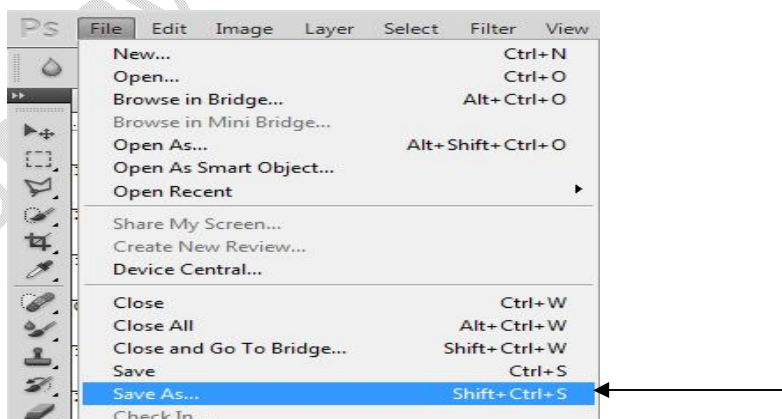 Ps File Edit Image Layer Select Filter View
New... Ctrl+N
Open... Ctrl+O
Browse in Bridge... Alt+Ctrl+O
Browse in Mini Bridge...
Open As... Alt+Shift+Ctrl+O
Open As Smart Object...
Open Recent
Share My Screen...
Create New Review...
Device Central...
Close Ctrl+W
Close All Alt+Ctrl+W
Close and Go To Bridge... Shift+Ctrl+W
Save Ctrl+S
Save As... Shift+Ctrl+S
Check In...